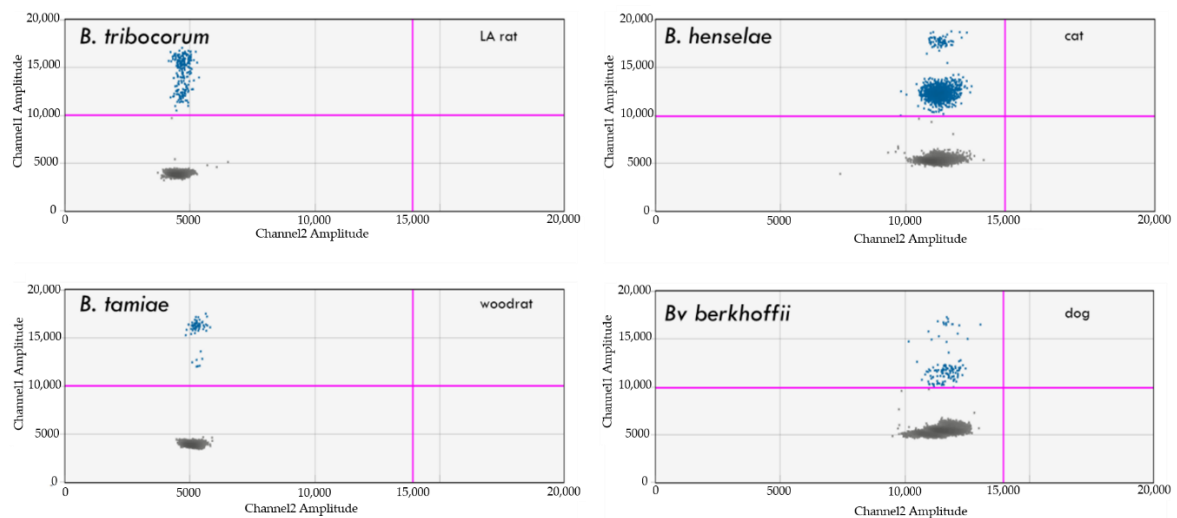 B. tribocorum
LA rat
Channel1 Amplitude
20,000
15,000
10,000
5000
0
0
5000
10,000
15,000
20,000
Channel2 Amplitude
B. henselae
cat
Channel1 Amplitude
20,000
15,000
10,000
5000
0
0
5000
10,000
15,000
20,000
Channel2 Amplitude
B. tamiae
woodrat
Channel1 Amplitude
20,000
15,000
10,000
5000
0
0
5000
10,000
15,000
20,000
Channel2 Amplitude
Bv berkhoffii
dog
Channel1 Amplitude
20,000
15,000
10,000
5000
0
0
5000
10,000
15,000
20,000
Channel2 Amplitude